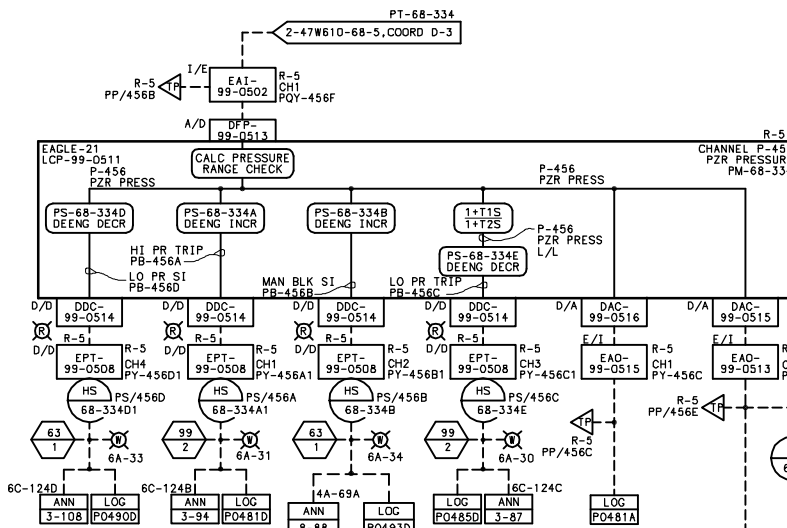 PT-68-334
2-47W610-68-5,COORD D-3
I/E
R-5
PP/456B
TP
EAI-
99-0502
R-5
CH1
PQY-456F
A/D
DFP-
99-0513
R-5
EAGLE-21
LCP-99-0511
CALC PRESSURE
RANGE CHECK
CHANNEL P-45
PZR PRESSUR
PM-68-33
P-456
PZR PRESS
P-456
PZR PRESS
PS-68-334D
DEENG DECR
PS-68-334A
DEENG INCR
PS-68-334B
DEENG INCR
1+T1S
1+T2S
P-456
PZR PRESS
L/L
HI PR TRIP
PB-456A
PS-68-334E
DEENG DECR
LO PR SI
PB-456D
MAN BLK SI
PB-456B
LO PR TRIP
PB-456C
D/D
DDC-
99-0514
D/D
DDC-
99-0514
D/D
DDC-
99-0514
D/D
DDC-
99-0514
D/A
DAC-
99-0516
D/A
DAC-
99-0515
R
R
R
R
D/D
R-5
D/D
R-5
D/D
R-5
D/D
R-5
E/I
E/I
EPT-
99-0508
R-5
CH4
PY-456D1
EPT-
99-0508
R-5
CH1
PY-456A1
EPT-
99-0508
R-5
CH2
PY-456B1
EPT-
99-0508
R-5
CH3
PY-456C1
EAO-
99-0515
R-5
CH1
PY-456C
EAO-
99-0513
HS
68-334D1
PS/456D
HS
68-334A1
PS/456A
HS
68-334B
PS/456B
HS
68-334E
PS/456C
R-5
PP/456E
TP
TP
R-5
PP/456C
63
1
W
6A-33
99
2
W
6A-31
63
1
W
6A-34
99
2
W
6A-30
6C-124D
6C-124B
4A-69A
6C-124C
ANN
3-108
LOG
P0490D
ANN
3-94
LOG
P0481D
ANN
8-88
LOG
P0493D
LOG
P0485D
ANN
3-87
LOG
P0481A